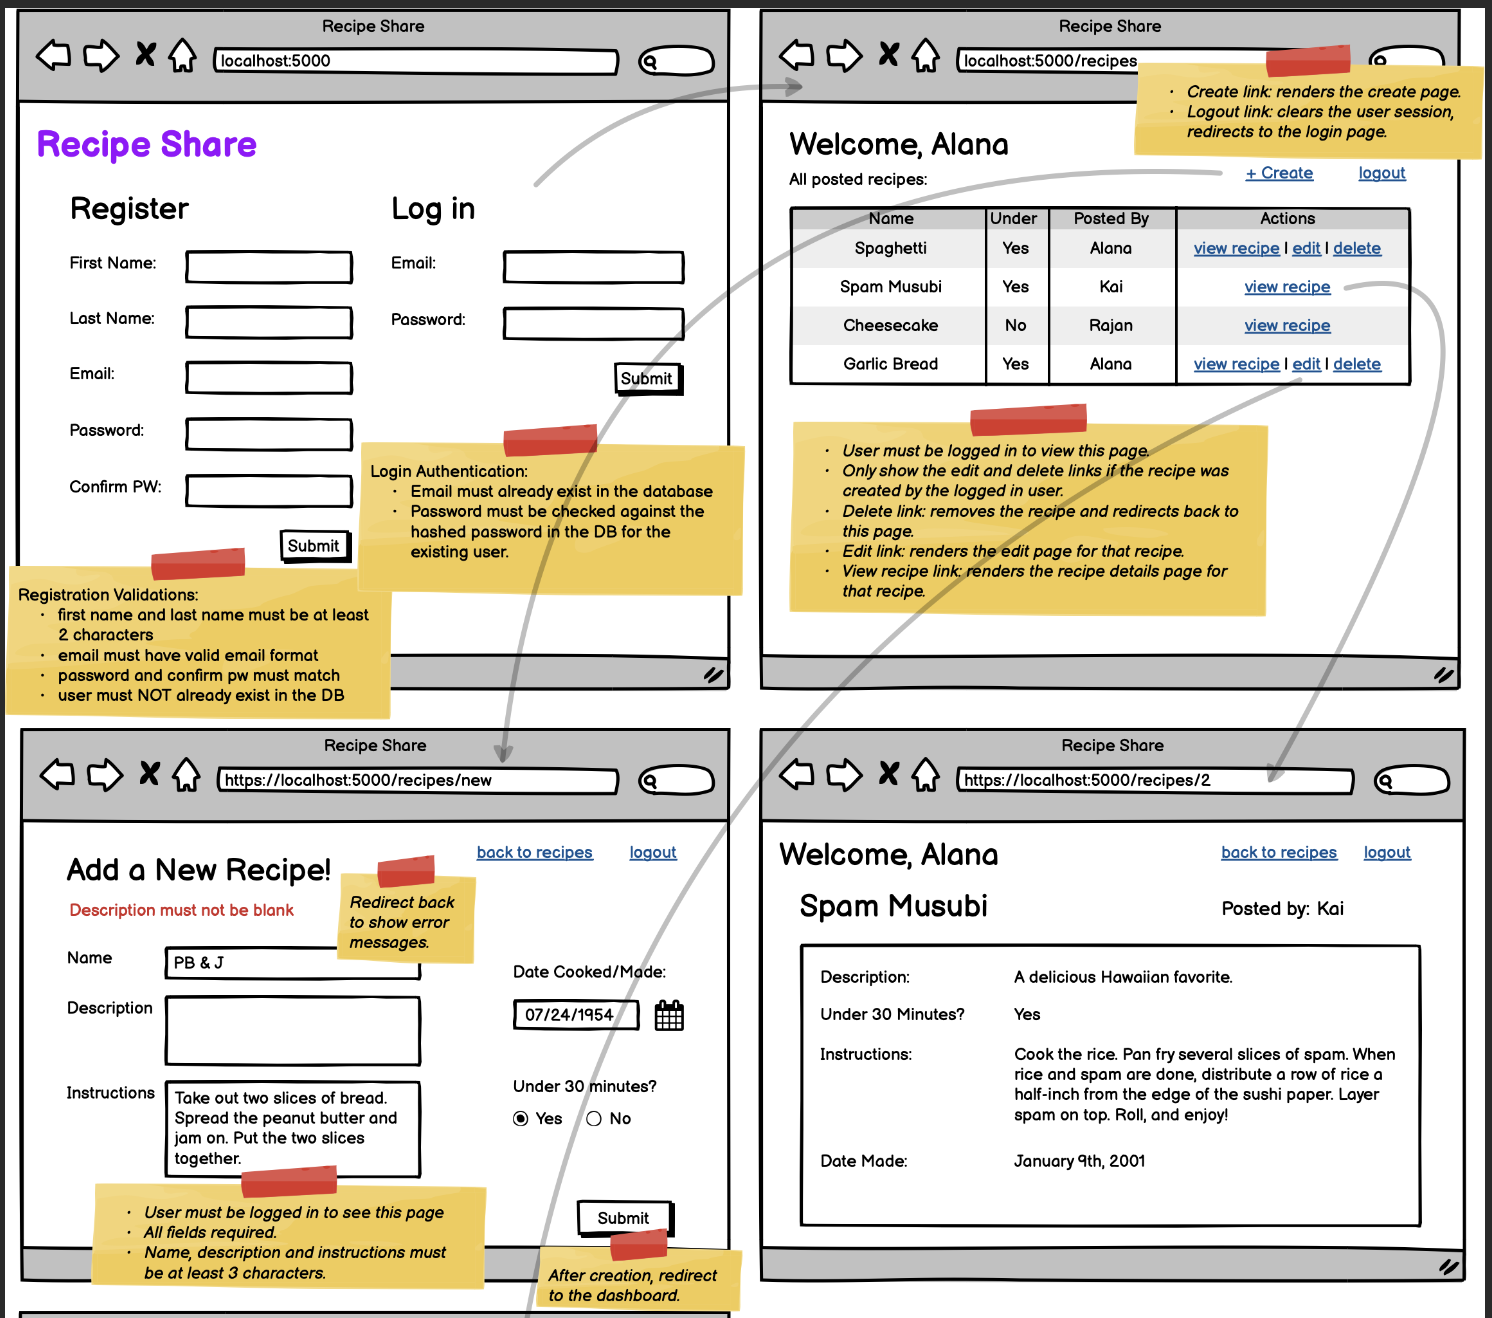 Recipe Share
localhost:5000
Recipe Share
Register
First Name:
Last Name:
Email:
Password:
Confirm PW:
Submit
Log in
Email:
Password:
Submit
Login Authentication:
• Email must already exist in the database
• Password must be checked against the
hashed password in the DB for the
existing user.
Registration Validations:
• first name and last name must be at least
2 characters
• email must have valid email format
• password and confirm pw must match
• user must NOT already exist in the DB
Recipe Share
localhost:5000/recipes
• Create link: renders the create page.
• Logout link: clears the user session,
redirects to the login page.
Welcome, Alana
All posted recipes:
+ Create logout
Name Under Posted By Actions
Spaghetti Yes Alana view recipe | edit | delete
Spam Musubi Yes Kai view recipe
Cheesecake No Rajan view recipe
Garlic Bread Yes Alana view recipe | edit | delete
• User must be logged in to view this page.
• Only show the edit and delete links if the recipe was
created by the logged in user.
• Delete link: removes the recipe and redirects back to
this page.
• Edit link: renders the edit page for that recipe.
• View recipe link: renders the recipe details page for
that recipe.
Recipe Share
https://localhost:5000/recipes/new
back to recipes logout
Add a New Recipe!
Description must not be blank
Redirect back
to show error
messages.
Name
PB & J
Description
Instructions
Take out two slices of bread.
Spread the peanut butter and
jam on. Put the two slices
together.
Date Cooked/Made:
07/24/1954
Under 30 minutes?
Yes No
Submit
• User must be logged in to see this page
• All fields required.
• Name, description and instructions must
be at least 3 characters.
After creation, redirect
to the dashboard.
Recipe Share
https://localhost:5000/recipes/2
Welcome, Alana
back to recipes logout
Spam Musubi
Posted by: Kai
Description: A delicious Hawaiian favorite.
Under 30 Minutes? Yes
Instructions: Cook the rice. Pan fry several slices of spam. When
rice and spam are done, distribute a row of rice a
half-inch from the edge of the sushi paper. Layer
spam on top. Roll, and enjoy!
Date Made: January 9th, 2001